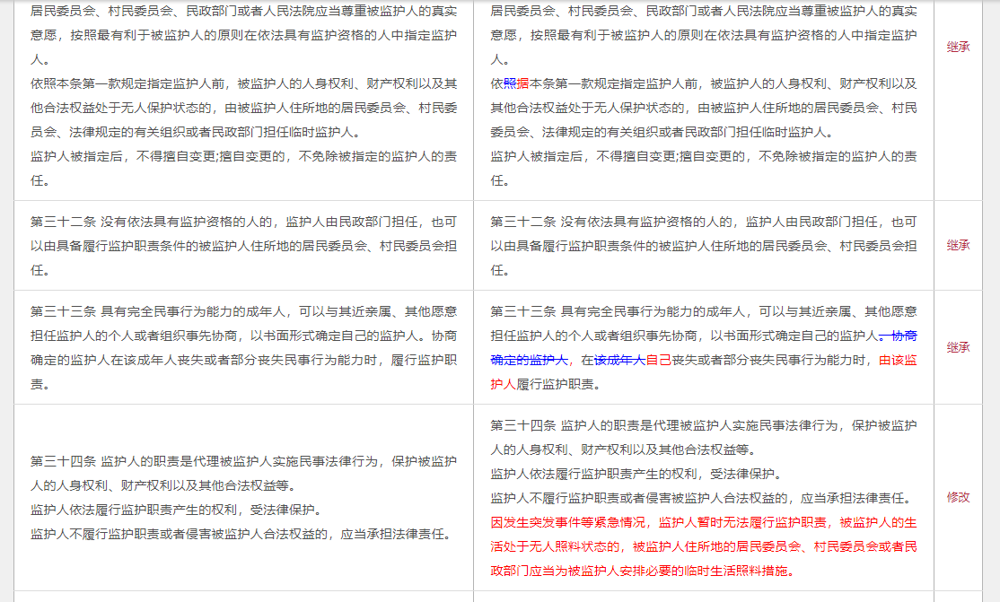 居民委员会、村民委员会、民政部门或者人民法院应当尊重被监护人的真实
意愿，按照最有利于被监护人的原则在依法具有监护资格的人中指定监护
人。
依照本条第一款规定指定监护人前，被监护人的人身权利、财产权利以及其
他合法权益处于无人保护状态的，由被监护人住所地的居民委员会、村民委
员会、法律规定的有关组织或者民政部门担任临时监护人。
监护人被指定后，不得擅自变更;擅自变更的，不免除被指定的监护人的责
任。
居民委员会、村民委员会、民政部门或者人民法院应当尊重被监护人的真实
意愿，按照最有利于被监护人的原则在依法具有监护资格的人中指定监护
人。
依照据本条第一款规定指定监护人前，被监护人的人身权利、财产权利以及
其他合法权益处于无人保护状态的，由被监护人住所地的居民委员会、村民
委员会、法律规定的有关组织或者民政部门担任临时监护人。
监护人被指定后，不得擅自变更;擅自变更的，不免除被指定的监护人的责
任。
继承
第三十二条 没有依法具有监护资格的人的，监护人由民政部门担任，也可
以由具备履行监护职责条件的被监护人住所地的居民委员会、村民委员会担
任。
第三十二条 没有依法具有监护资格的人的，监护人由民政部门担任，也可
以由具备履行监护职责条件的被监护人住所地的居民委员会、村民委员会担
任。
继承
第三十三条 具有完全民事行为能力的成年人，可以与其近亲属、其他愿意
担任监护人的个人或者组织事先协商，以书面形式确定自己的监护人。协商
确定的监护人在该成年人丧失或者部分丧失民事行为能力时，履行监护职
责。
第三十三条 具有完全民事行为能力的成年人，可以与其近亲属、其他愿意
担任监护人的个人或者组织事先协商，以书面形式确定自己的监护人。协商
确定的监护人，在该成年人自己丧失或者部分丧失民事行为能力时，由该监
护人履行监护职责。
继承
第三十四条 监护人的职责是代理被监护人实施民事法律行为，保护被监护
人的人身权利、财产权利以及其他合法权益等。
监护人依法履行监护职责产生的权利，受法律保护。
监护人不履行监护职责或者侵害被监护人合法权益的，应当承担法律责任。
第三十四条 监护人的职责是代理被监护人实施民事法律行为，保护被监护
人的人身权利、财产权利以及其他合法权益等。
监护人依法履行监护职责产生的权利，受法律保护。
监护人不履行监护职责或者侵害被监护人合法权益的，应当承担法律责任。
因发生突发事件等紧急情况，监护人暂时无法履行监护职责，被监护人的生
活处于无人照料状态的，被监护人住所地的居民委员会、村民委员会或者民
政部门应当为被监护人安排必要的临时生活照料措施。
修改